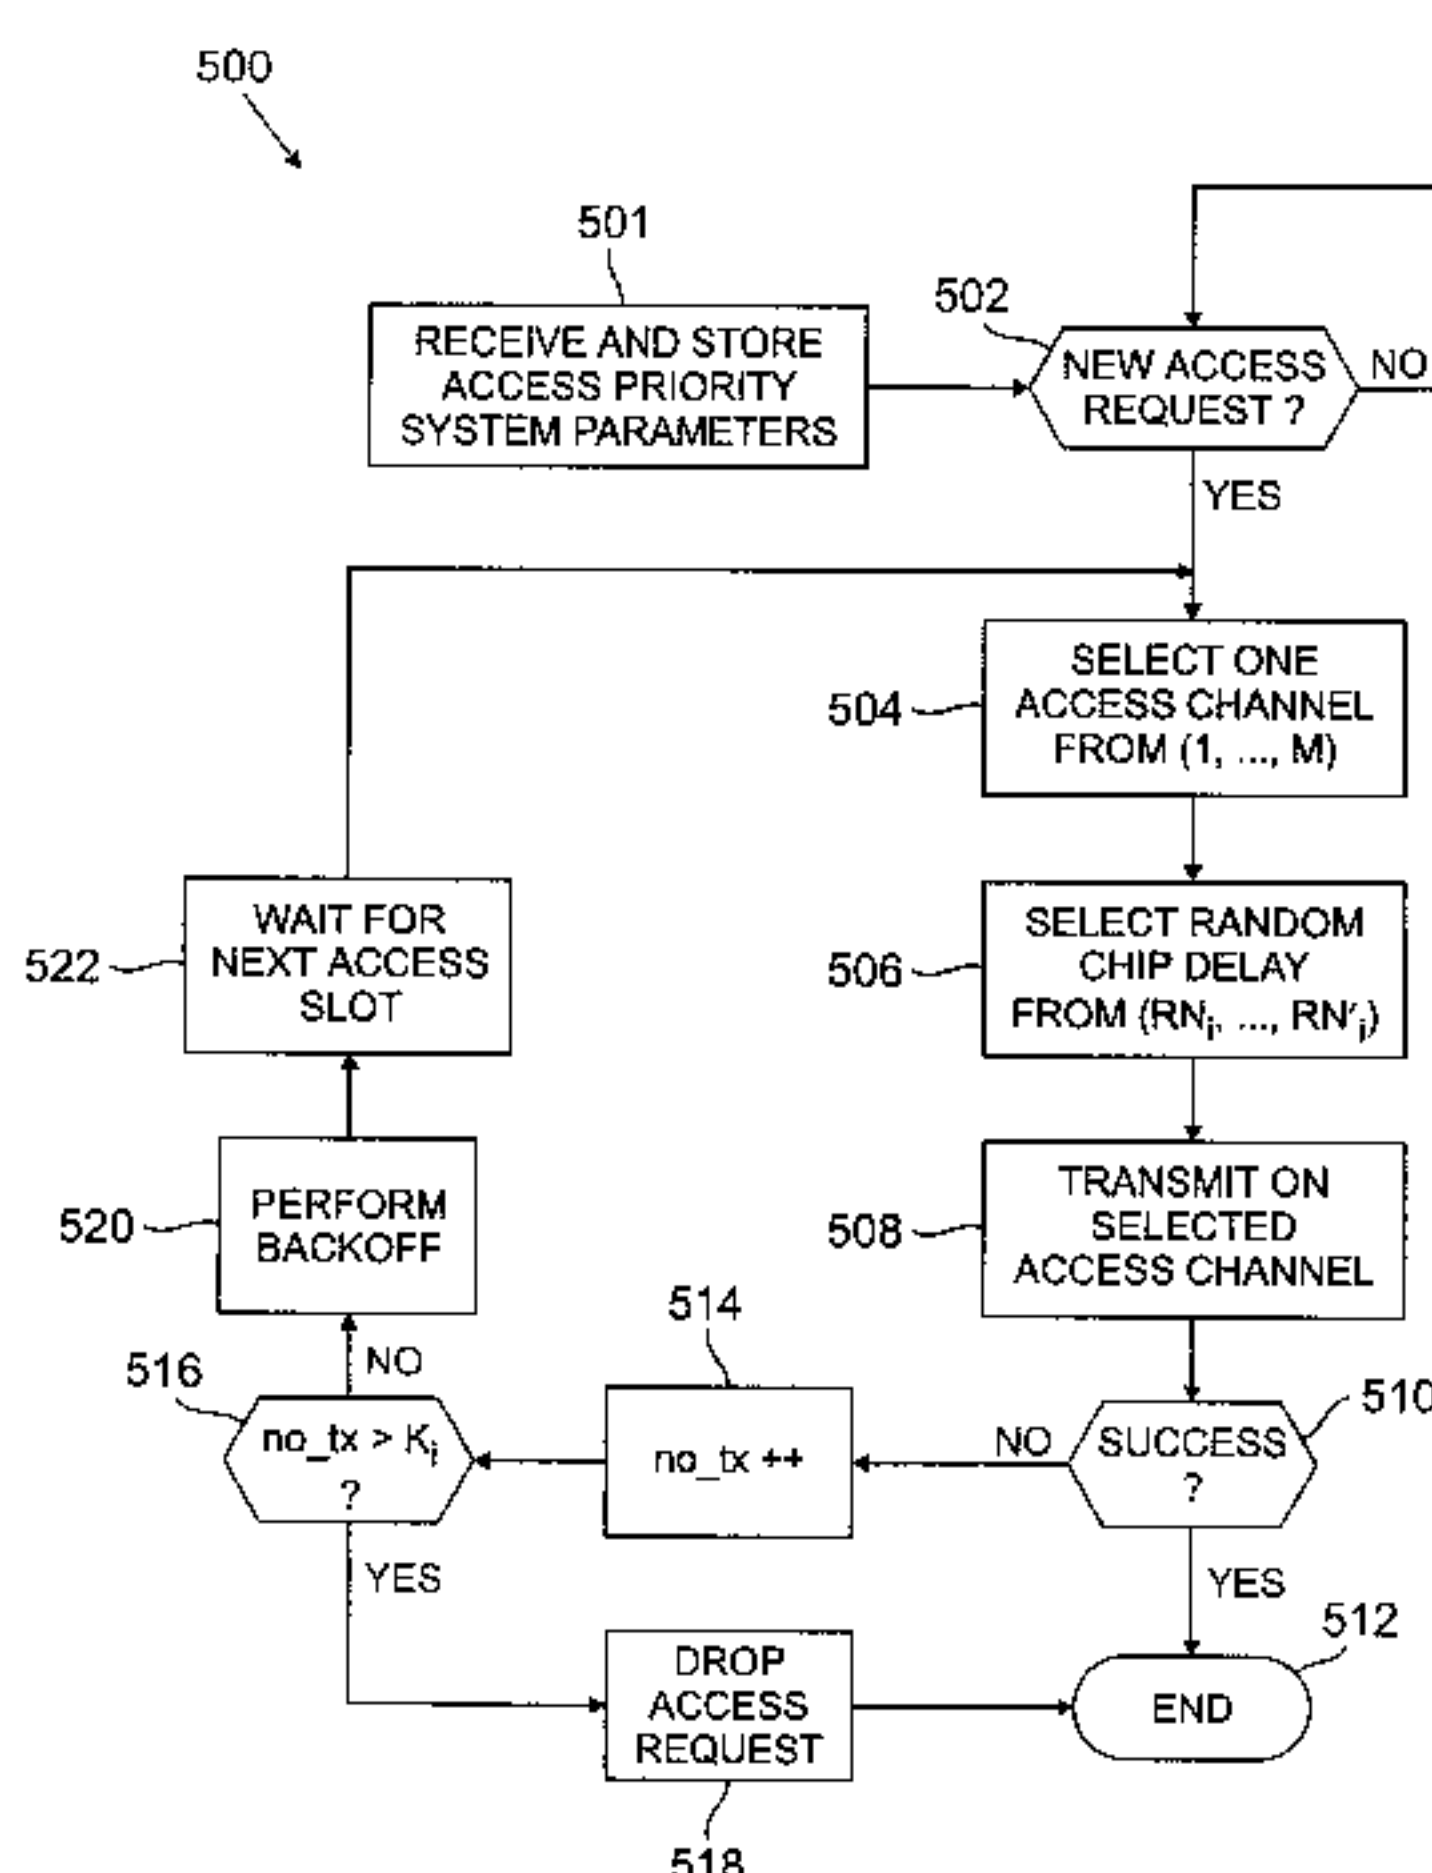 500
501
RECEIVE AND STORE
ACCESS PRIORITY
SYSTEM PARAMETERS
502
NEW ACCESS
REQUEST ?
NO
YES
504
SELECT ONE
ACCESS CHANNEL
FROM (1, ..., M)
506
SELECT RANDOM
CHIP DELAY
FROM (RNi, ..., RN'i)
508
TRANSMIT ON
SELECTED
ACCESS CHANNEL
510
SUCCESS
?
NO
YES
512
END
514
no_tx ++
516
no_tx > Ki
?
NO
YES
518
DROP
ACCESS
REQUEST
520
PERFORM
BACKOFF
522
WAIT FOR
NEXT ACCESS
SLOT